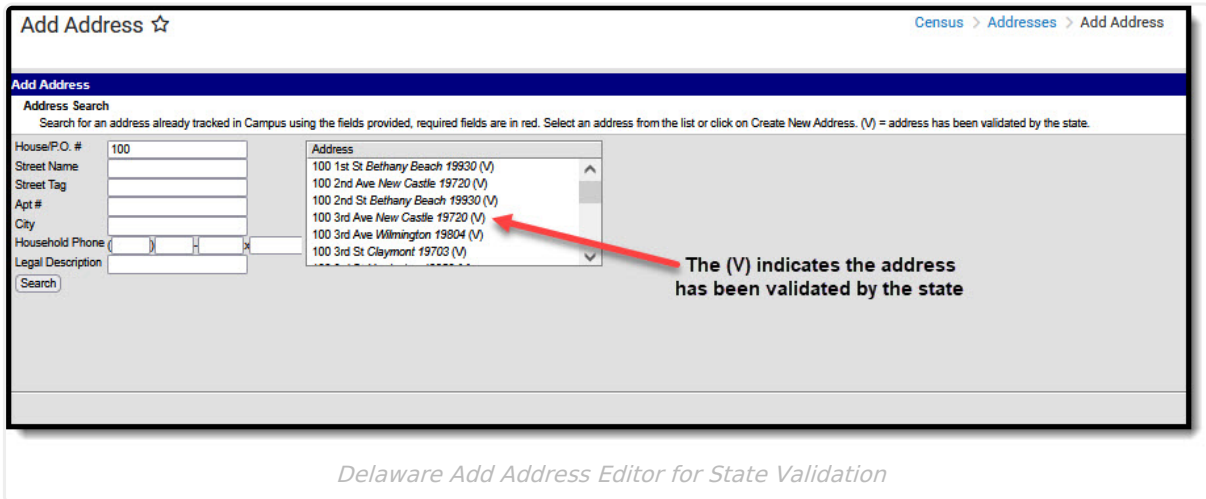 Add Address ☆
Census > Addresses > Add Address
Add Address
Address Search
Search for an address already tracked in Campus using the fields provided, required fields are in red. Select an address from the list or click on Create New Address. (V) = address has been validated by the state.
House/P.O. # 100
Street Name
Street Tag
Apt #
City
Household Phone ( ) - x
Legal Description
Search
Address
100 1st St Bethany Beach 19930 (V)
100 2nd Ave New Castle 19720 (V)
100 2nd St Bethany Beach 19930 (V)
100 3rd Ave New Castle 19720 (V)
100 3rd Ave Wilmington 19804 (V)
100 3rd St Claymont 19703 (V)
The (V) indicates the address
has been validated by the state
Delaware Add Address Editor for State Validation